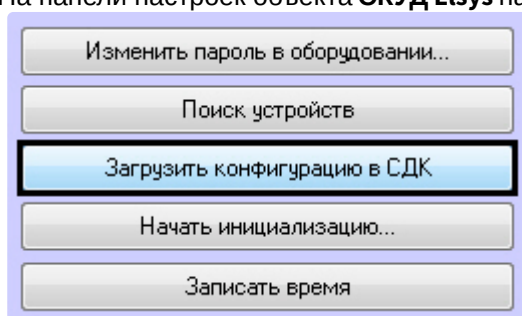 На панели настроек объекта СКУД Elsys на
Изменить пароль в оборудовании...
Поиск устройств
Загрузить конфигурацию в СДК
Начать инициализацию...
Записать время